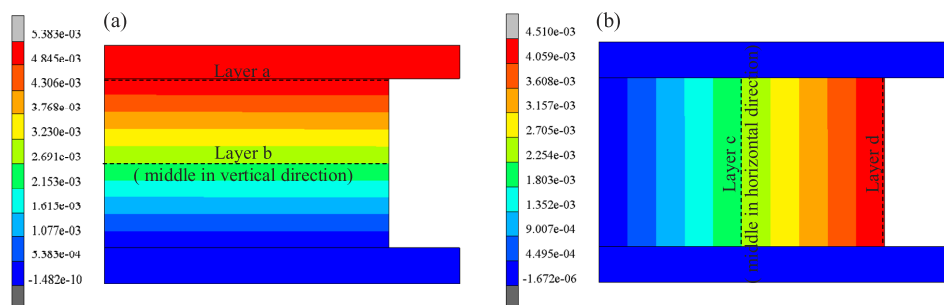 (a)
5.383e-03
4.845e-03
4.306e-03
3.768e-03
3.230e-03
2.691e-03
2.153e-03
1.615e-03
1.077e-03
5.383e-04
-1.482e-10
Layer a
Layer b
( middle in vertical direction)
(b)
4.510e-03
4.059e-03
3.608e-03
3.157e-03
2.705e-03
2.254e-03
1.803e-03
1.352e-03
9.007e-04
4.495e-04
-1.672e-06
Layer c
(middle in horizontal directionl)
Layer d